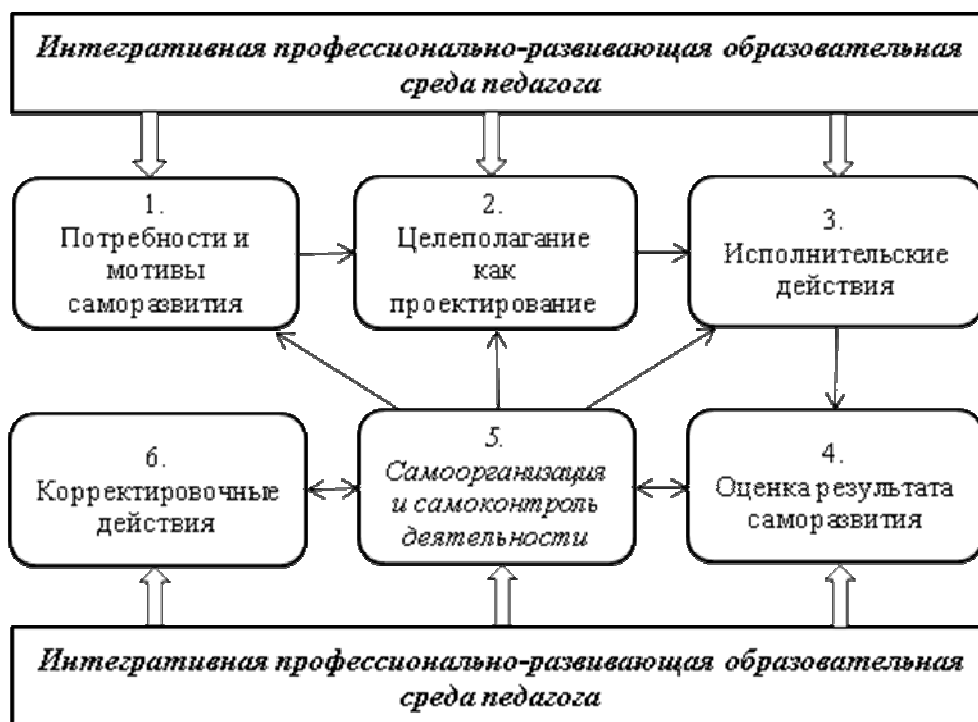 Интегративная профессионально-развивающая образовательная
среда педагога
1.
Потребности и
мотивы
саморазвития
2.
Целеполагание
как
проектирование
3.
Исполнительские
действия
6.
Корректировочные
действия
5.
Самоорганизация
и самоконтроль
деятельности
4.
Оценка результата
саморазвития
Интегративная профессионально-развивающая образовательная
среда педагога